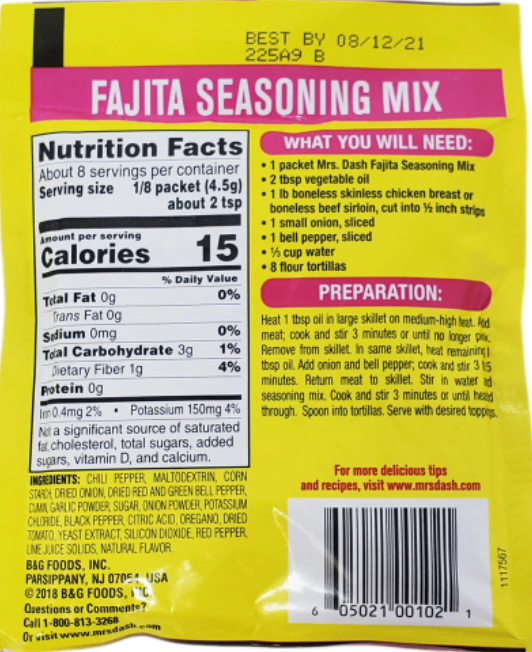 BEST BY 08/12/21
225A9 B
FAJITA SEASONING MIX
Nutrition Facts
About 8 servings per container
Serving size 1/8 packet (4.5g)
about 2 tsp
Amount per serving
Calories 15
% Daily Value
Total Fat 0g 0%
Trans Fat 0g
Sodium 0mg 0%
Total Carbohydrate 3g 1%
Dietary Fiber 1g 4%
Protein 0g
Iron 0.4mg 2% • Potassium 150mg 4%
Not a significant source of saturated
fat, cholesterol, total sugars, added
sugars, vitamin D, and calcium.
INGREDIENTS: CHILI PEPPER, MALTODEXTRIN, CORN
STARCH, DRIED ONION, DRIED RED AND GREEN BELL PEPPER,
CUMIN, GARLIC POWDER, SUGAR, ONION POWDER, POTASSIUM
CHLORIDE, BLACK PEPPER, CITRIC ACID, OREGANO, DRIED
TOMATO, YEAST EXTRACT, SILICON DIOXIDE, RED PEPPER,
LIME JUICE SOLIDS, NATURAL FLAVOR.
B&G FOODS, INC.
PARSIPPANY, NJ 07054 USA
© 2018 B&G FOODS, INC.
Questions or Comments?
Call 1-800-813-3268
Or visit www.mrsdash.com
WHAT YOU WILL NEED:
• 1 packet Mrs. Dash Fajita Seasoning Mix
• 2 tbsp vegetable oil
• 1 lb boneless skinless chicken breast or
boneless beef sirloin, cut into ½ inch strips
• 1 small onion, sliced
• 1 bell pepper, sliced
• ⅓ cup water
• 8 flour tortillas
PREPARATION:
Heat 1 tbsp oil in large skillet on medium-high heat. Add
meat; cook and stir 3 minutes or until no longer pink.
Remove from skillet. In same skillet, heat remaining 1
tbsp oil. Add onion and bell pepper; cook and stir 3
minutes. Return meat to skillet. Stir in water
seasoning mix. Cook and stir 3 minutes or until heated
through. Spoon into tortillas. Serve with desired toppings.
For more delicious tips
and recipes, visit www.mrsdash.com
6 05021 00102 1
1117567